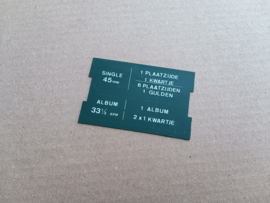 SINGLE
45 RPM
1 PLAATZIJDE
1 KWARTJE
6 PLAATZIJDEN
1 GULDEN
ALBUM
33⅓ RPM
1 ALBUM
2 x 1 KWARTJE